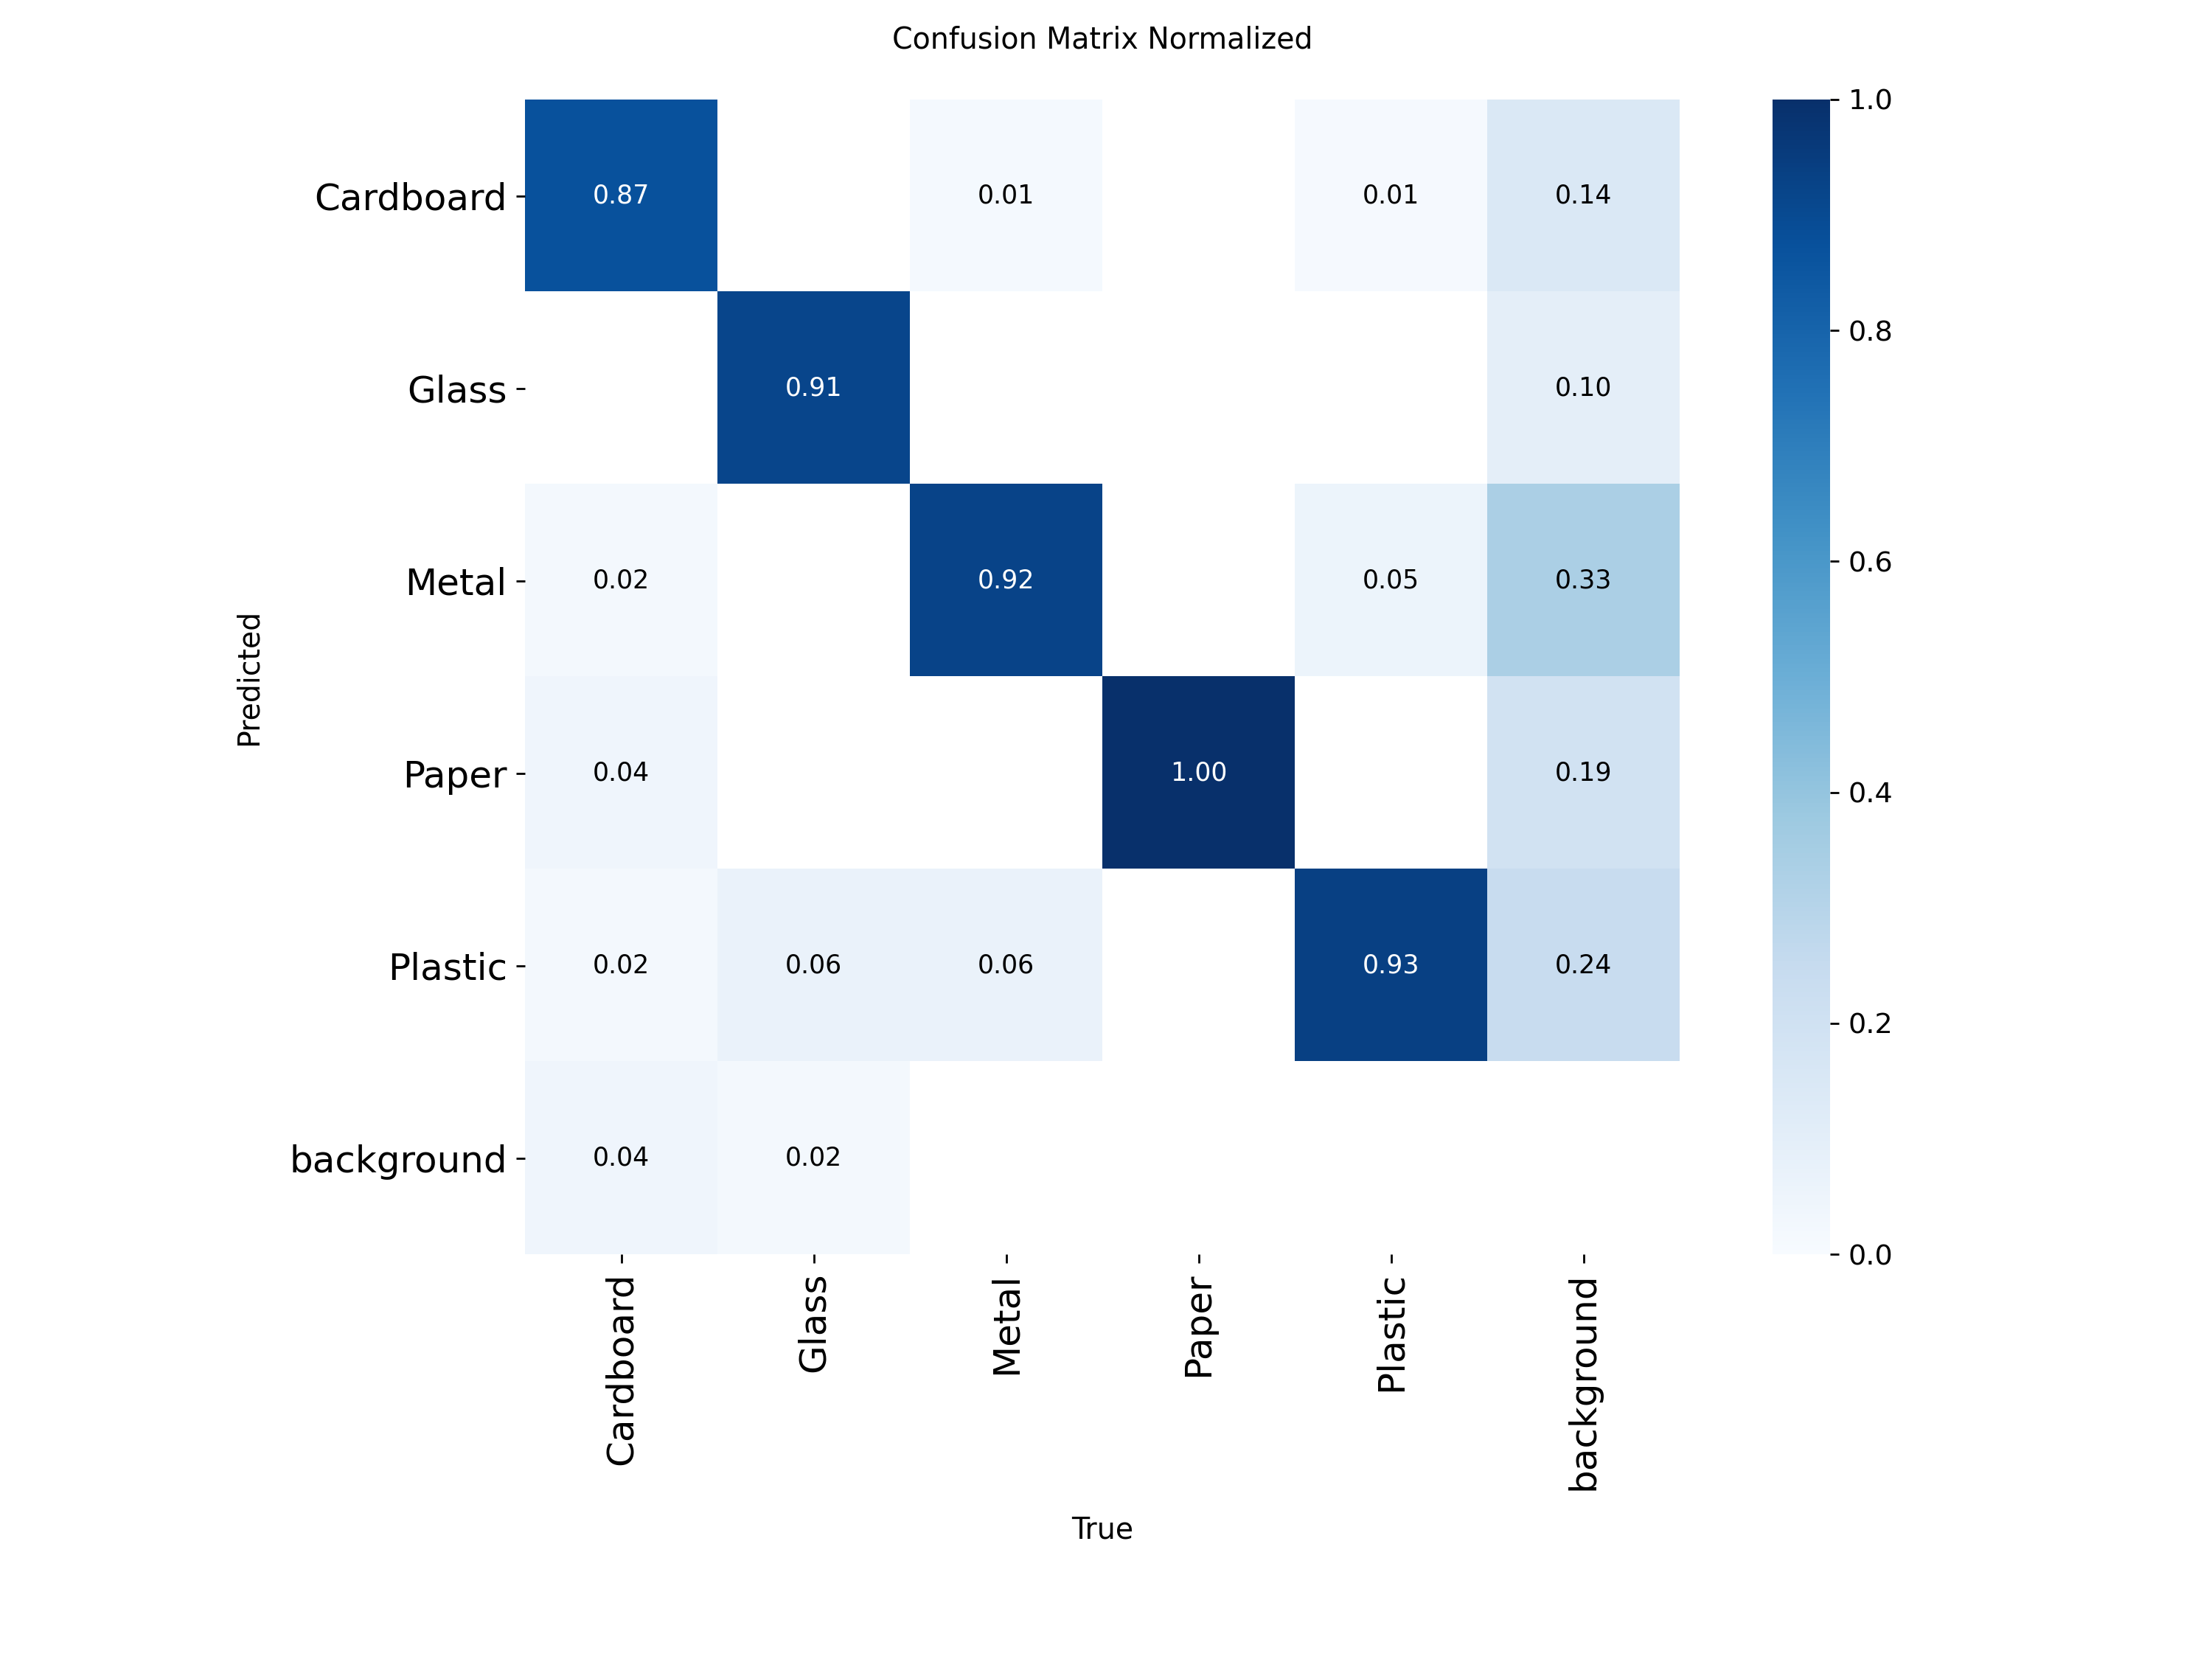 Confusion Matrix Normalized
Cardboard 0.87 0.01 0.01 0.14
Glass 0.91 0.10
Metal 0.02 0.92 0.05 0.33
Paper 0.04 1.00 0.19
Plastic 0.02 0.06 0.06 0.93 0.24
background 0.04 0.02
Predicted
Cardboard Glass Metal Paper Plastic background
True
1.0
0.8
0.6
0.4
0.2
0.0